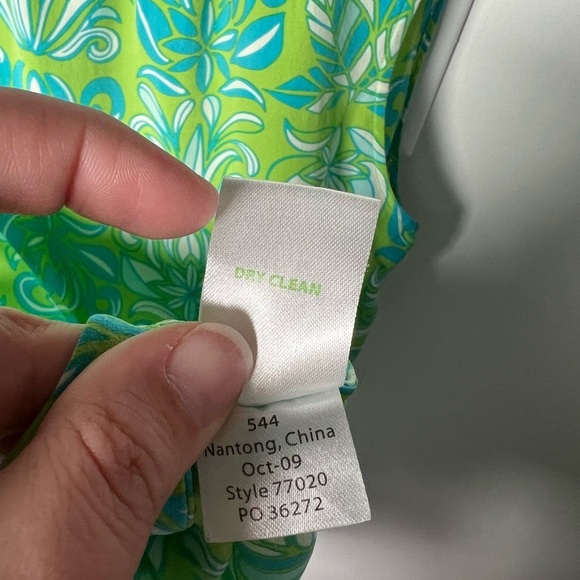 DRY CLEAN
544
Nantong, China
Oct-09
Style 77020
PO 36272